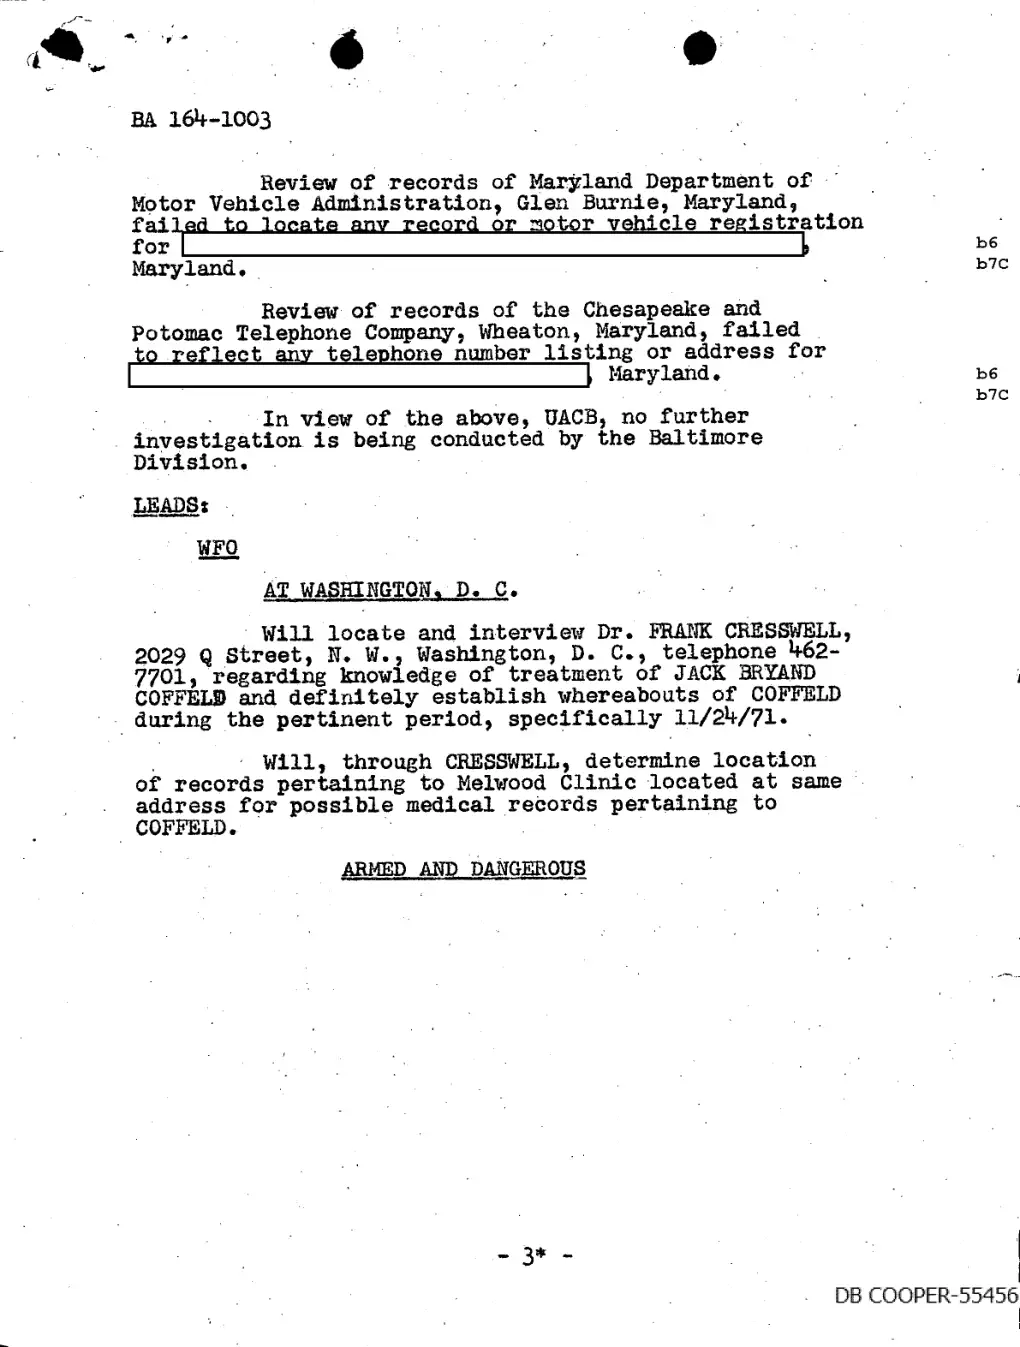 BA 164-1003
Review of records of Maryland Department of
Motor Vehicle Administration, Glen Burnie, Maryland,
failed to locate any record or motor vehicle registration
for ,
b6
b7C
Maryland.
Review of records of the Chesapeake and
Potomac Telephone Company, Wheaton, Maryland, failed
to reflect any telephone number listing or address for
, Maryland.
b6
b7C
In view of the above, UACB, no further
investigation is being conducted by the Baltimore
Division.
LEADS:
WFO
AT WASHINGTON, D. C.
Will locate and interview Dr. FRANK CRESSWELL,
2029 Q Street, N. W., Washington, D. C., telephone 462-
7701, regarding knowledge of treatment of JACK BRYAND
COFFELD and definitely establish whereabouts of COFFELD
during the pertinent period, specifically 11/24/71.
Will, through CRESSWELL, determine location
of records pertaining to Melwood Clinic located at same
address for possible medical records pertaining to
COFFELD.
ARMED AND DANGEROUS
- 3* -
DB COOPER-55456